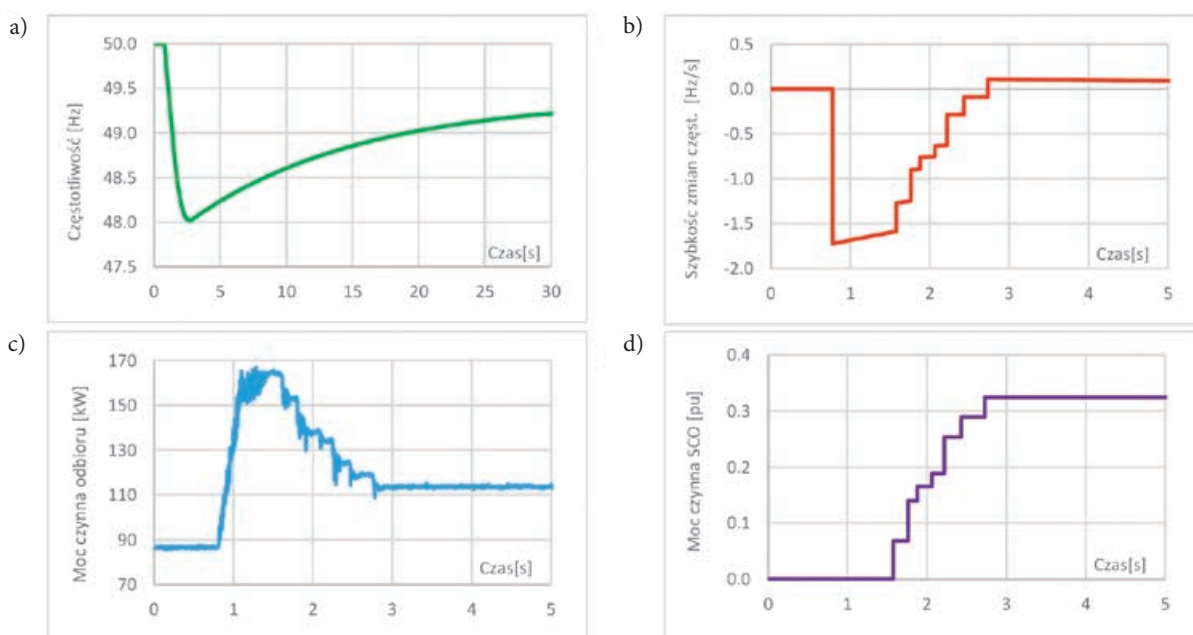 a)
Częstotliwość [Hz]
50.0
49.5
49.0
48.5
48.0
47.5
Czas[s]
0 5 10 15 20 25 30
b)
Szybkość zmian częst. [Hz/s]
0.5
0.0
-0.5
-1.0
-1.5
-2.0
Czas[s]
0 1 2 3 4 5
c)
Moc czynna odbioru [kW]
170
150
130
110
90
70
Czas[s]
0 1 2 3 4 5
d)
Moc czynna SCO [pu]
0.4
0.3
0.2
0.1
0.0
Czas[s]
0 1 2 3 4 5